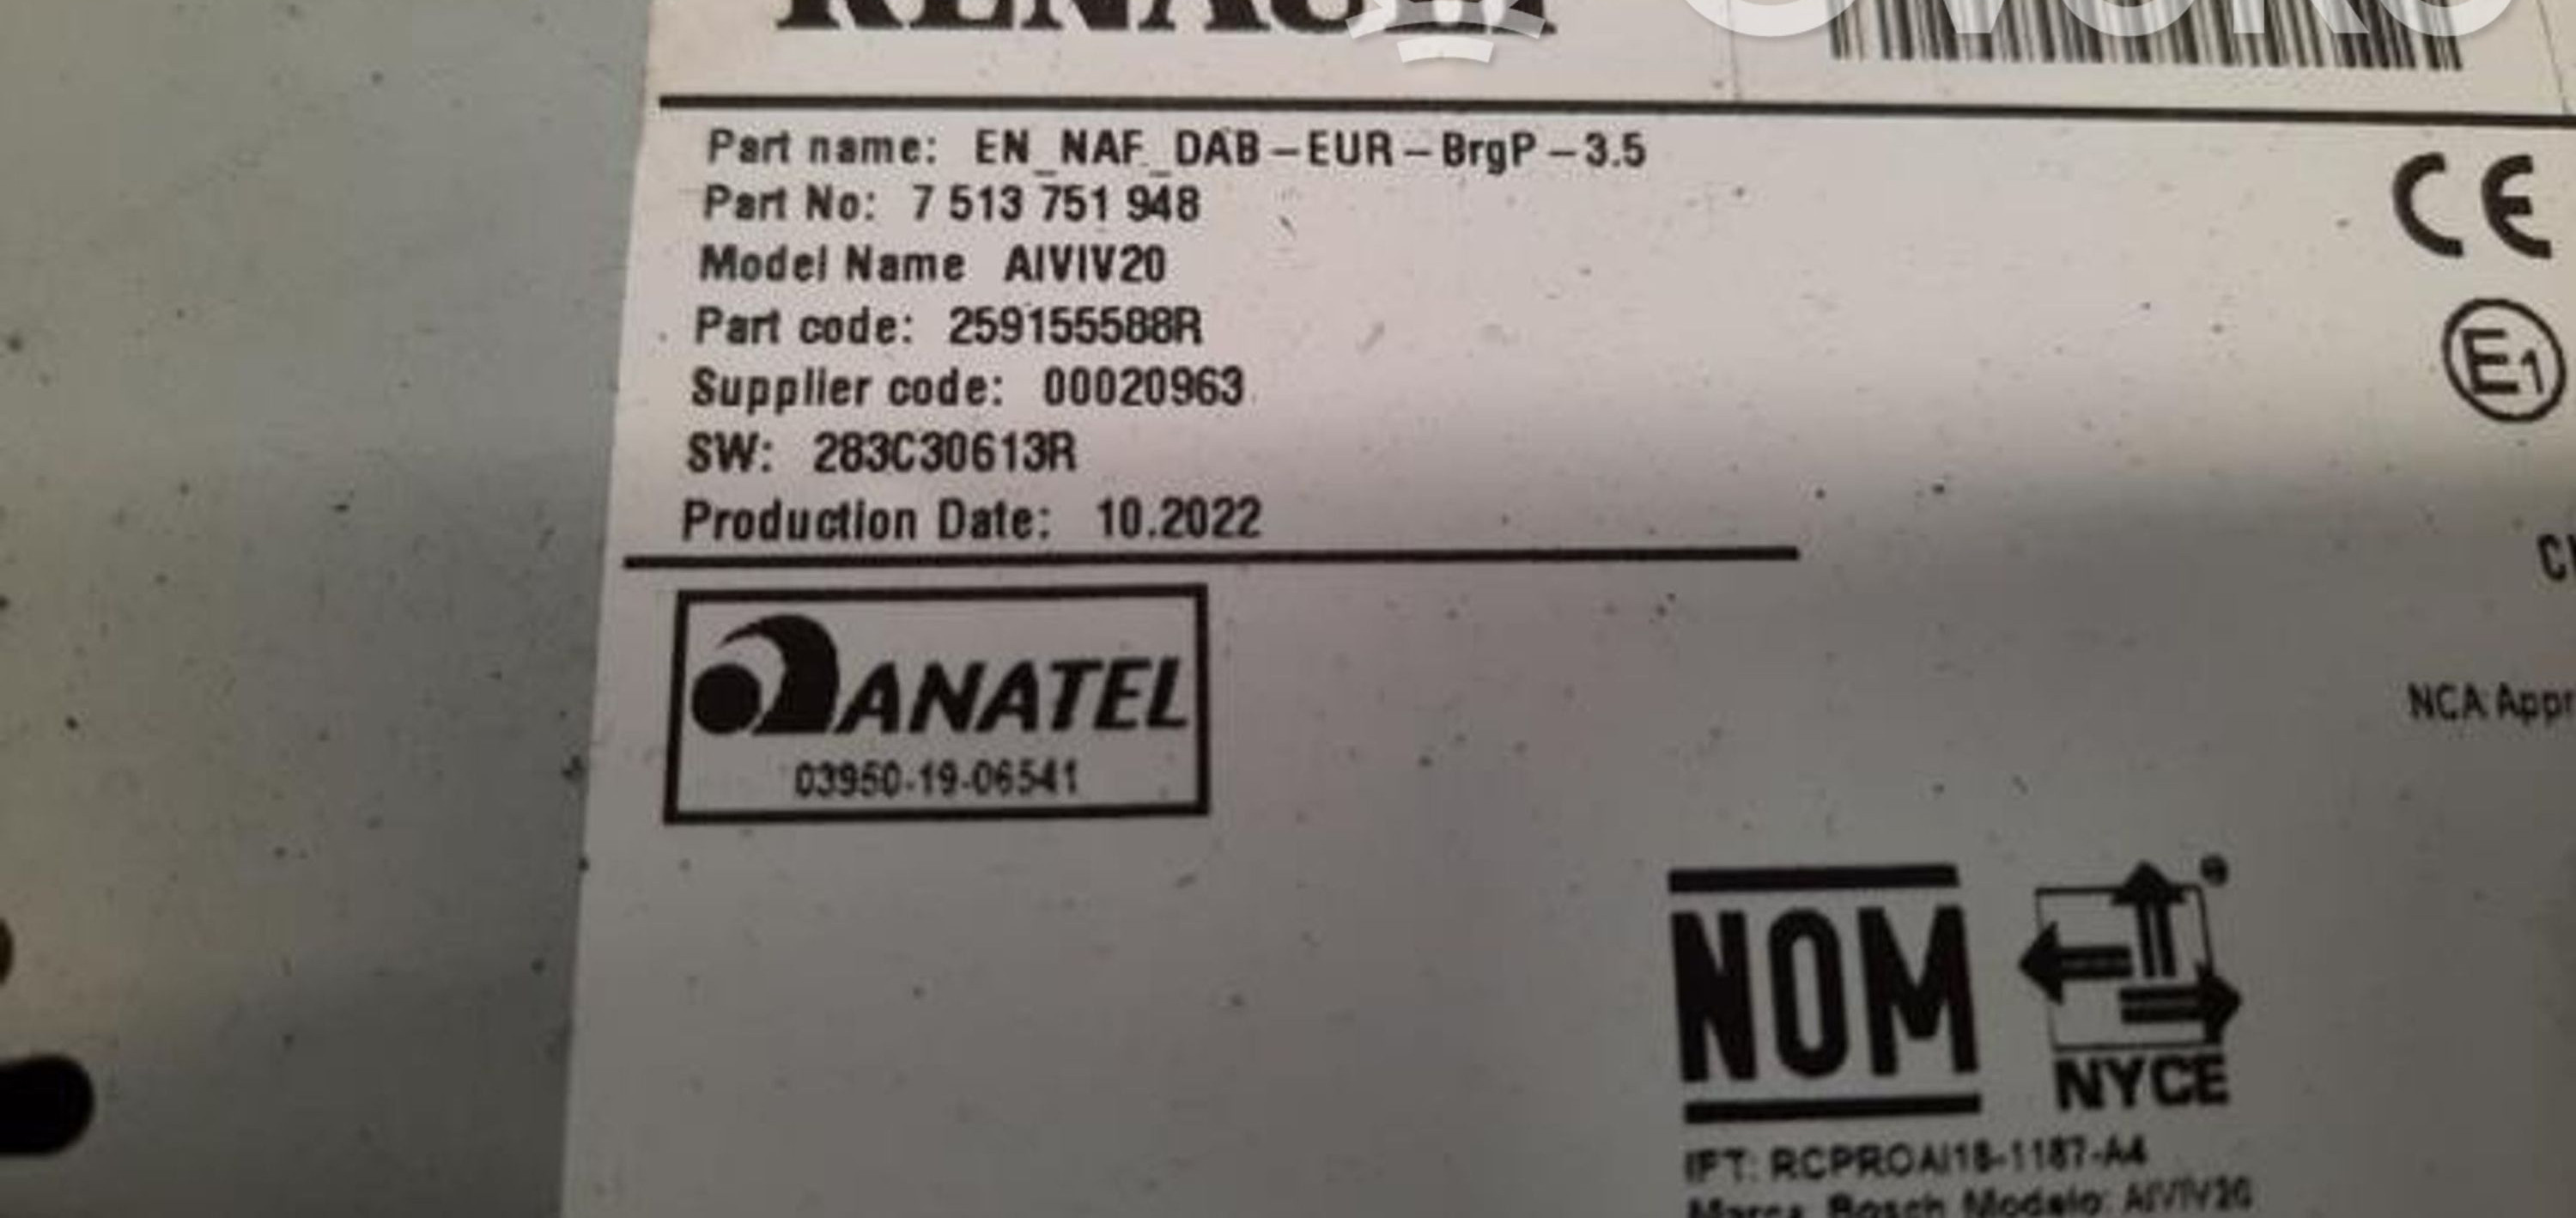 RENAULT
OVOKO
Part name: EN_NAF_DAB-EUR-BrgP-3.5
Part No: 7 513 751 948
Model Name AIVIV20
Part code: 259155588R
Supplier code: 00020963
SW: 283C30613R
Production Date: 10.2022
CE
E1
ANATEL
03950-19-06541
NCA Appr
NOM
NYCE
IFT: RCPROAI18-1187-A4
Marca: Bosch Modelo: AIVIV20